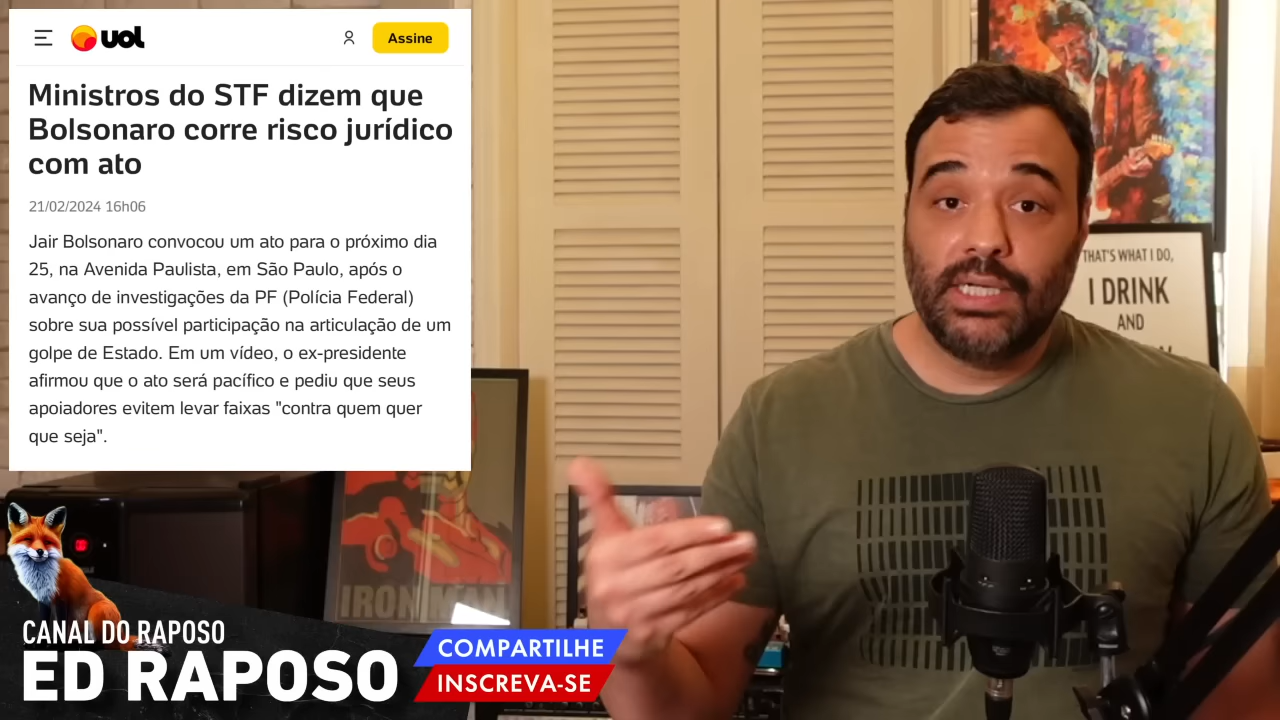 uol
Assine
Ministros do STF dizem que
Bolsonaro corre risco jurídico
com ato
21/02/2024 16h06
Jair Bolsonaro convocou um ato para o próximo dia
25, na Avenida Paulista, em São Paulo, após o
avanço de investigações da PF (Polícia Federal)
sobre sua possível participação na articulação de um
golpe de Estado. Em um vídeo, o ex-presidente
afirmou que o ato será pacífico e pediu que seus
apoiadores evitem levar faixas "contra quem quer
que seja".
THAT'S WHAT I DO,
I DRINK
AND
IRON MAN
CANAL DO RAPOSO
ED RAPOSO
COMPARTILHE
INSCREVA-SE